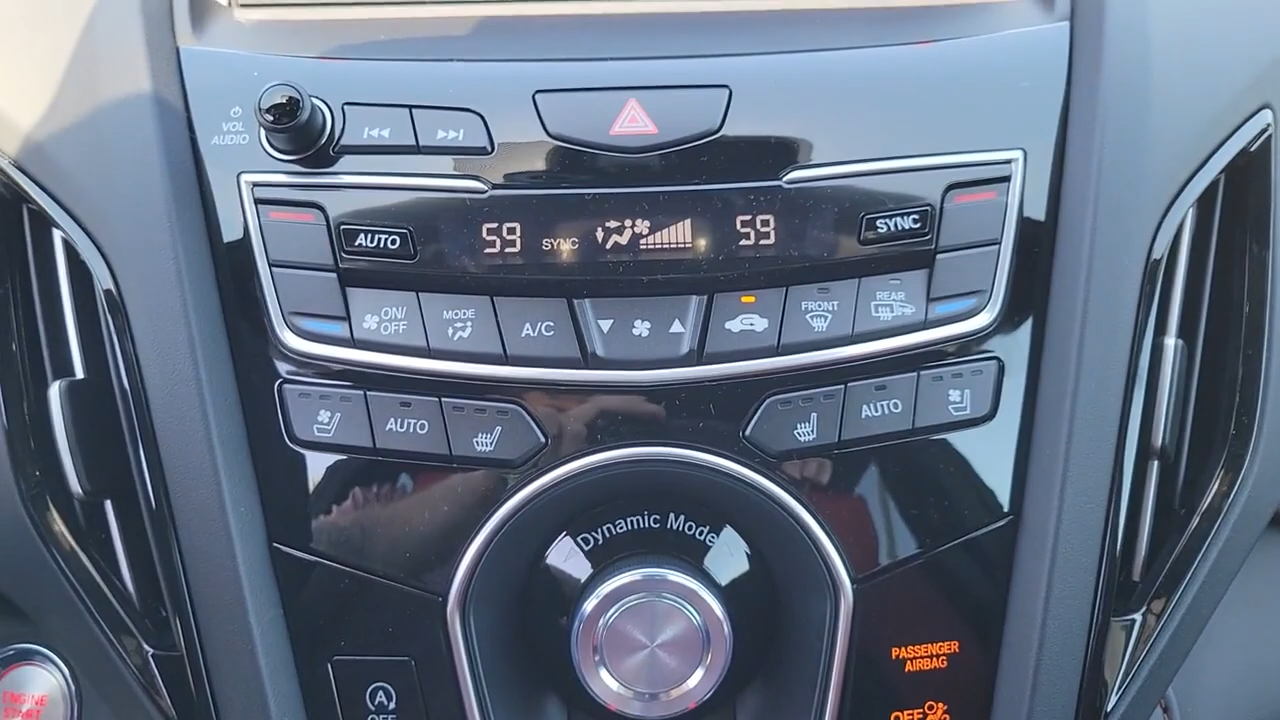 VOL
AUDIO
AUTO
59
SYNC
59
SYNC
ON/
OFF
MODE
A/C
FRONT
REAR
AUTO
AUTO
Dynamic Mode
PASSENGER
AIRBAG
OFF
A
OFF
ENGINE
START